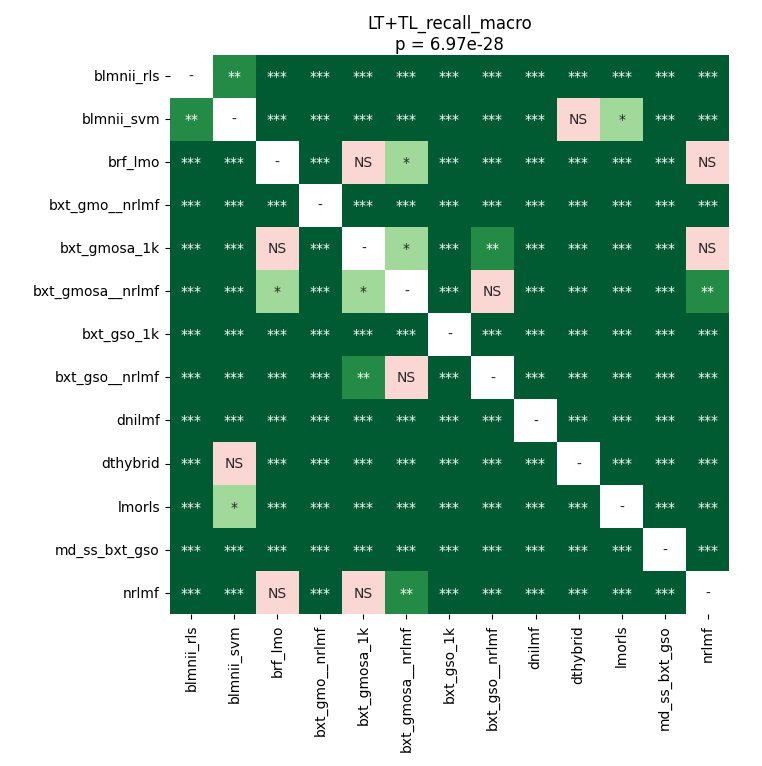 LT+TL_recall_macro
p = 6.97e-28
blmnii_rls - ** *** *** *** *** *** *** *** *** *** *** ***
blmnii_svm ** - *** *** *** *** *** *** *** NS * *** ***
brf_lmo *** *** - *** NS * *** *** *** *** *** *** NS
bxt_gmo__nrlmf *** *** *** - *** *** *** *** *** *** *** *** ***
bxt_gmosa_1k *** *** NS *** - * *** ** *** *** *** *** NS
bxt_gmosa__nrlmf *** *** * *** * - *** NS *** *** *** *** **
bxt_gso_1k *** *** *** *** *** *** - *** *** *** *** *** ***
bxt_gso__nrlmf *** *** *** *** ** NS *** - *** *** *** *** ***
dnilmf *** *** *** *** *** *** *** *** - *** *** *** ***
dthybrid *** NS *** *** *** *** *** *** *** - *** *** ***
lmorls *** * *** *** *** *** *** *** *** *** - *** ***
md_ss_bxt_gso *** *** *** *** *** *** *** *** *** *** *** - ***
nrlmf *** *** NS *** NS ** *** *** *** *** *** *** -
blmnii_rls
blmnii_svm
brf_lmo
bxt_gmo__nrlmf
bxt_gmosa_1k
bxt_gmosa__nrlmf
bxt_gso_1k
bxt_gso__nrlmf
dnilmf
dthybrid
lmorls
md_ss_bxt_gso
nrlmf